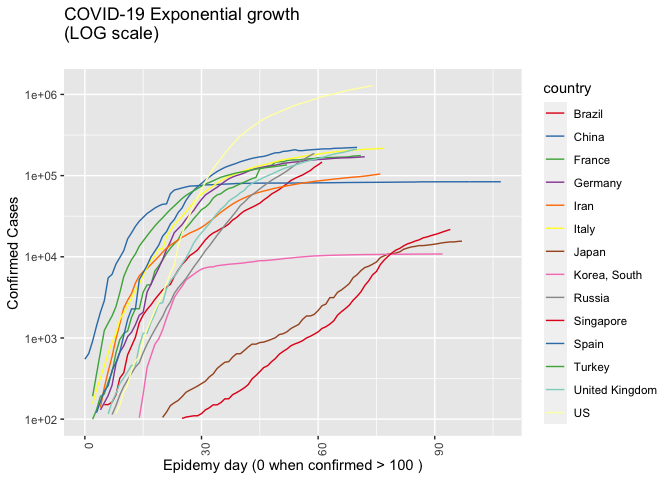 COVID-19 Exponential growth
(LOG scale)
Confirmed Cases
1e+06
1e+05
1e+04
1e+03
1e+02
0
30
60
90
Epidemy day (0 when confirmed > 100 )
country
Brazil
China
France
Germany
Iran
Italy
Japan
Korea, South
Russia
Singapore
Spain
Turkey
United Kingdom
US